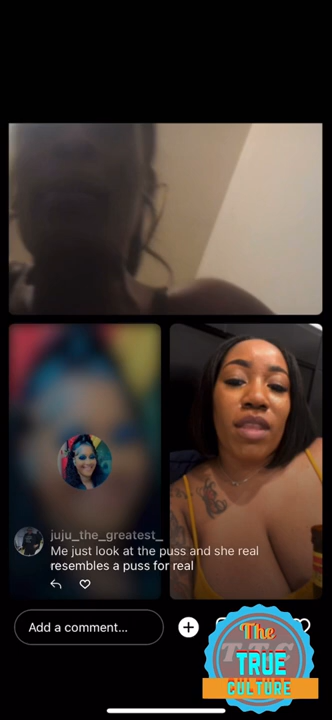 juju_the_greatest_
Me just look at the puss and she real
resembles a puss for real
Add a comment...
The
TRUE
CULTURE